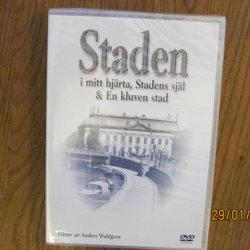 Staden
i mitt hjärta, Stadens själ
& En kluven stad
Filmer av Anders Wahlgren
DVD
29/01/